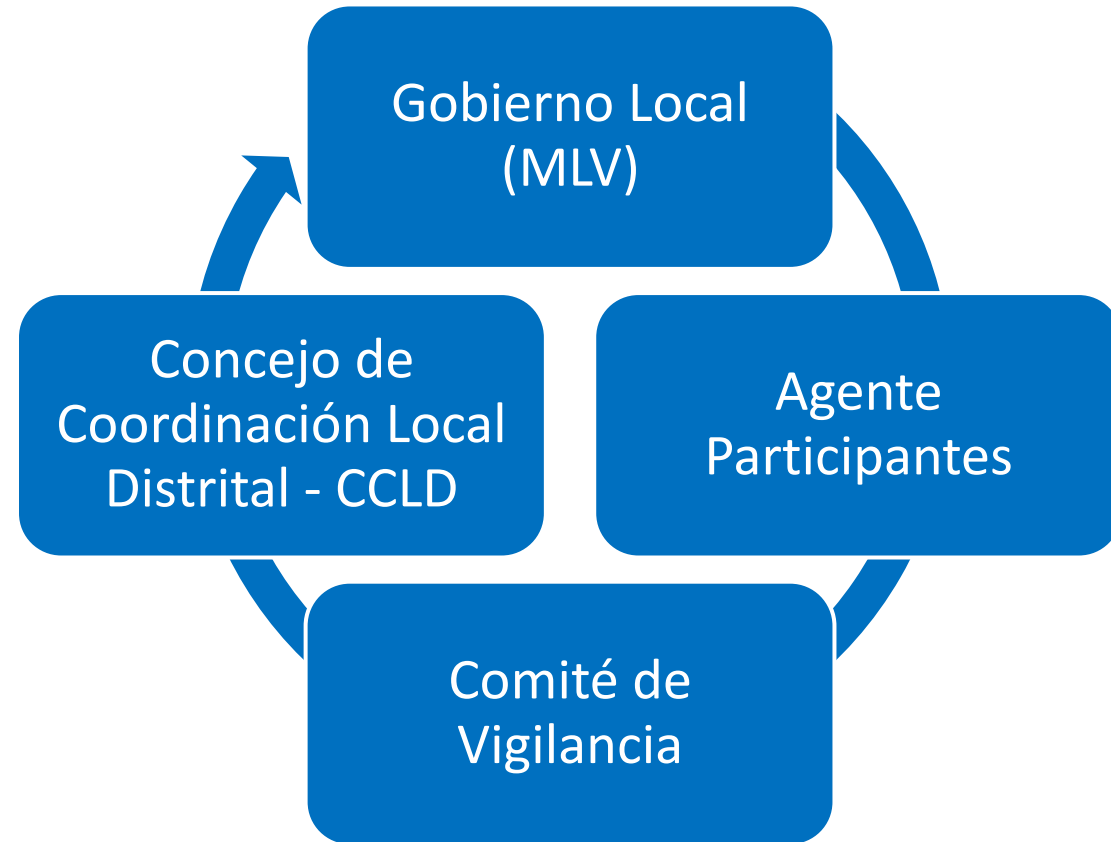 Gobierno Local
(MLV)
Agente
Participantes
Comité de
Vigilancia
Concejo de
Coordinación Local
Distrital - CCLD